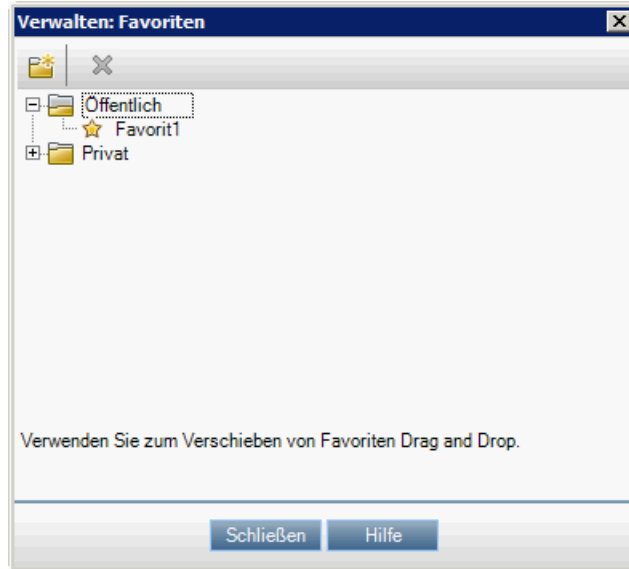 Verwalten: Favoriten
Öffentlich
Favorit1
Privat
Verwenden Sie zum Verschieben von Favoriten Drag and Drop.
Schließen Hilfe